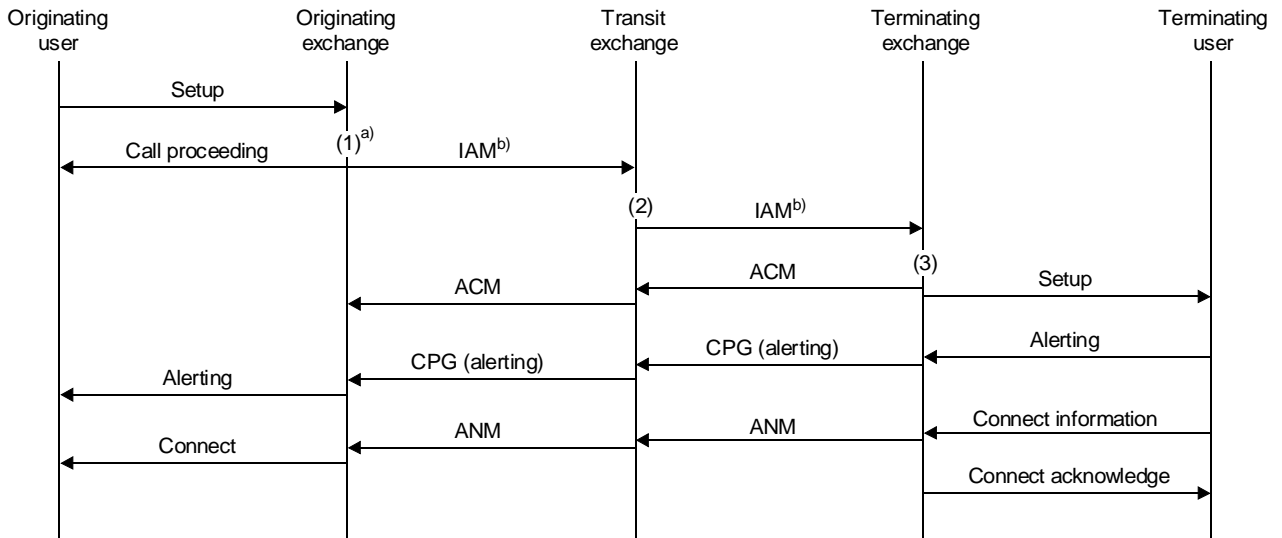 Originating user
Originating exchange
Transit exchange
Terminating exchange
Terminating user
Setup
(1)a)
Call proceeding
IAMb)
(2)
IAMb)
(3)
ACM
ACM
Setup
Alerting
CPG (alerting)
CPG (alerting)
Alerting
Connect information
ANM
ANM
Connect
Connect acknowledge